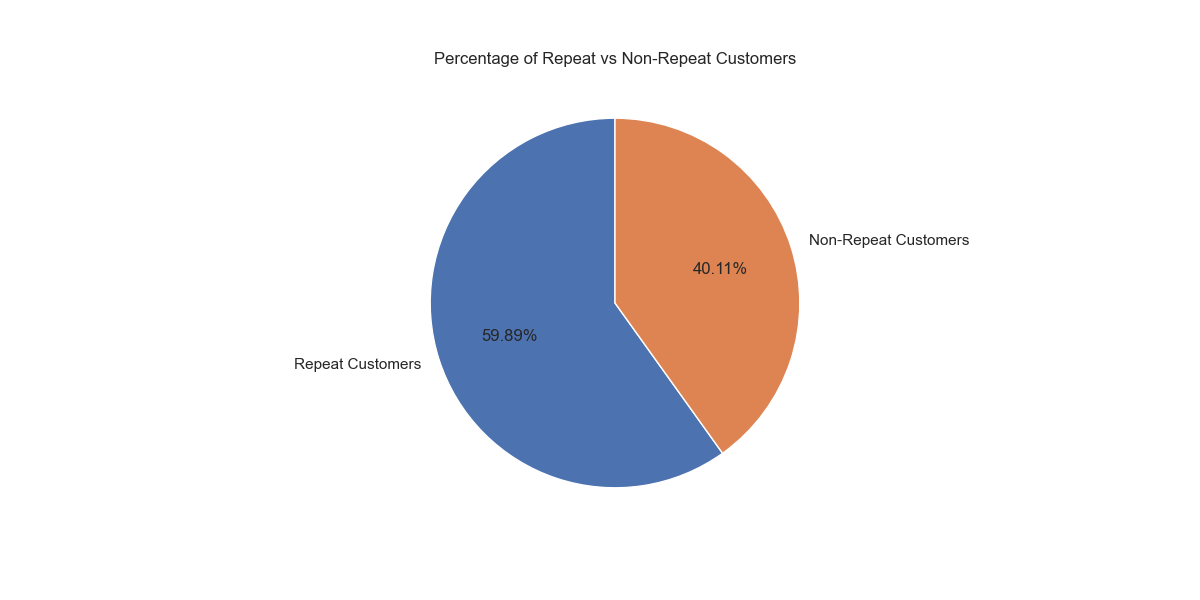 Percentage of Repeat vs Non-Repeat Customers
Non-Repeat Customers
40.11%
59.89%
Repeat Customers